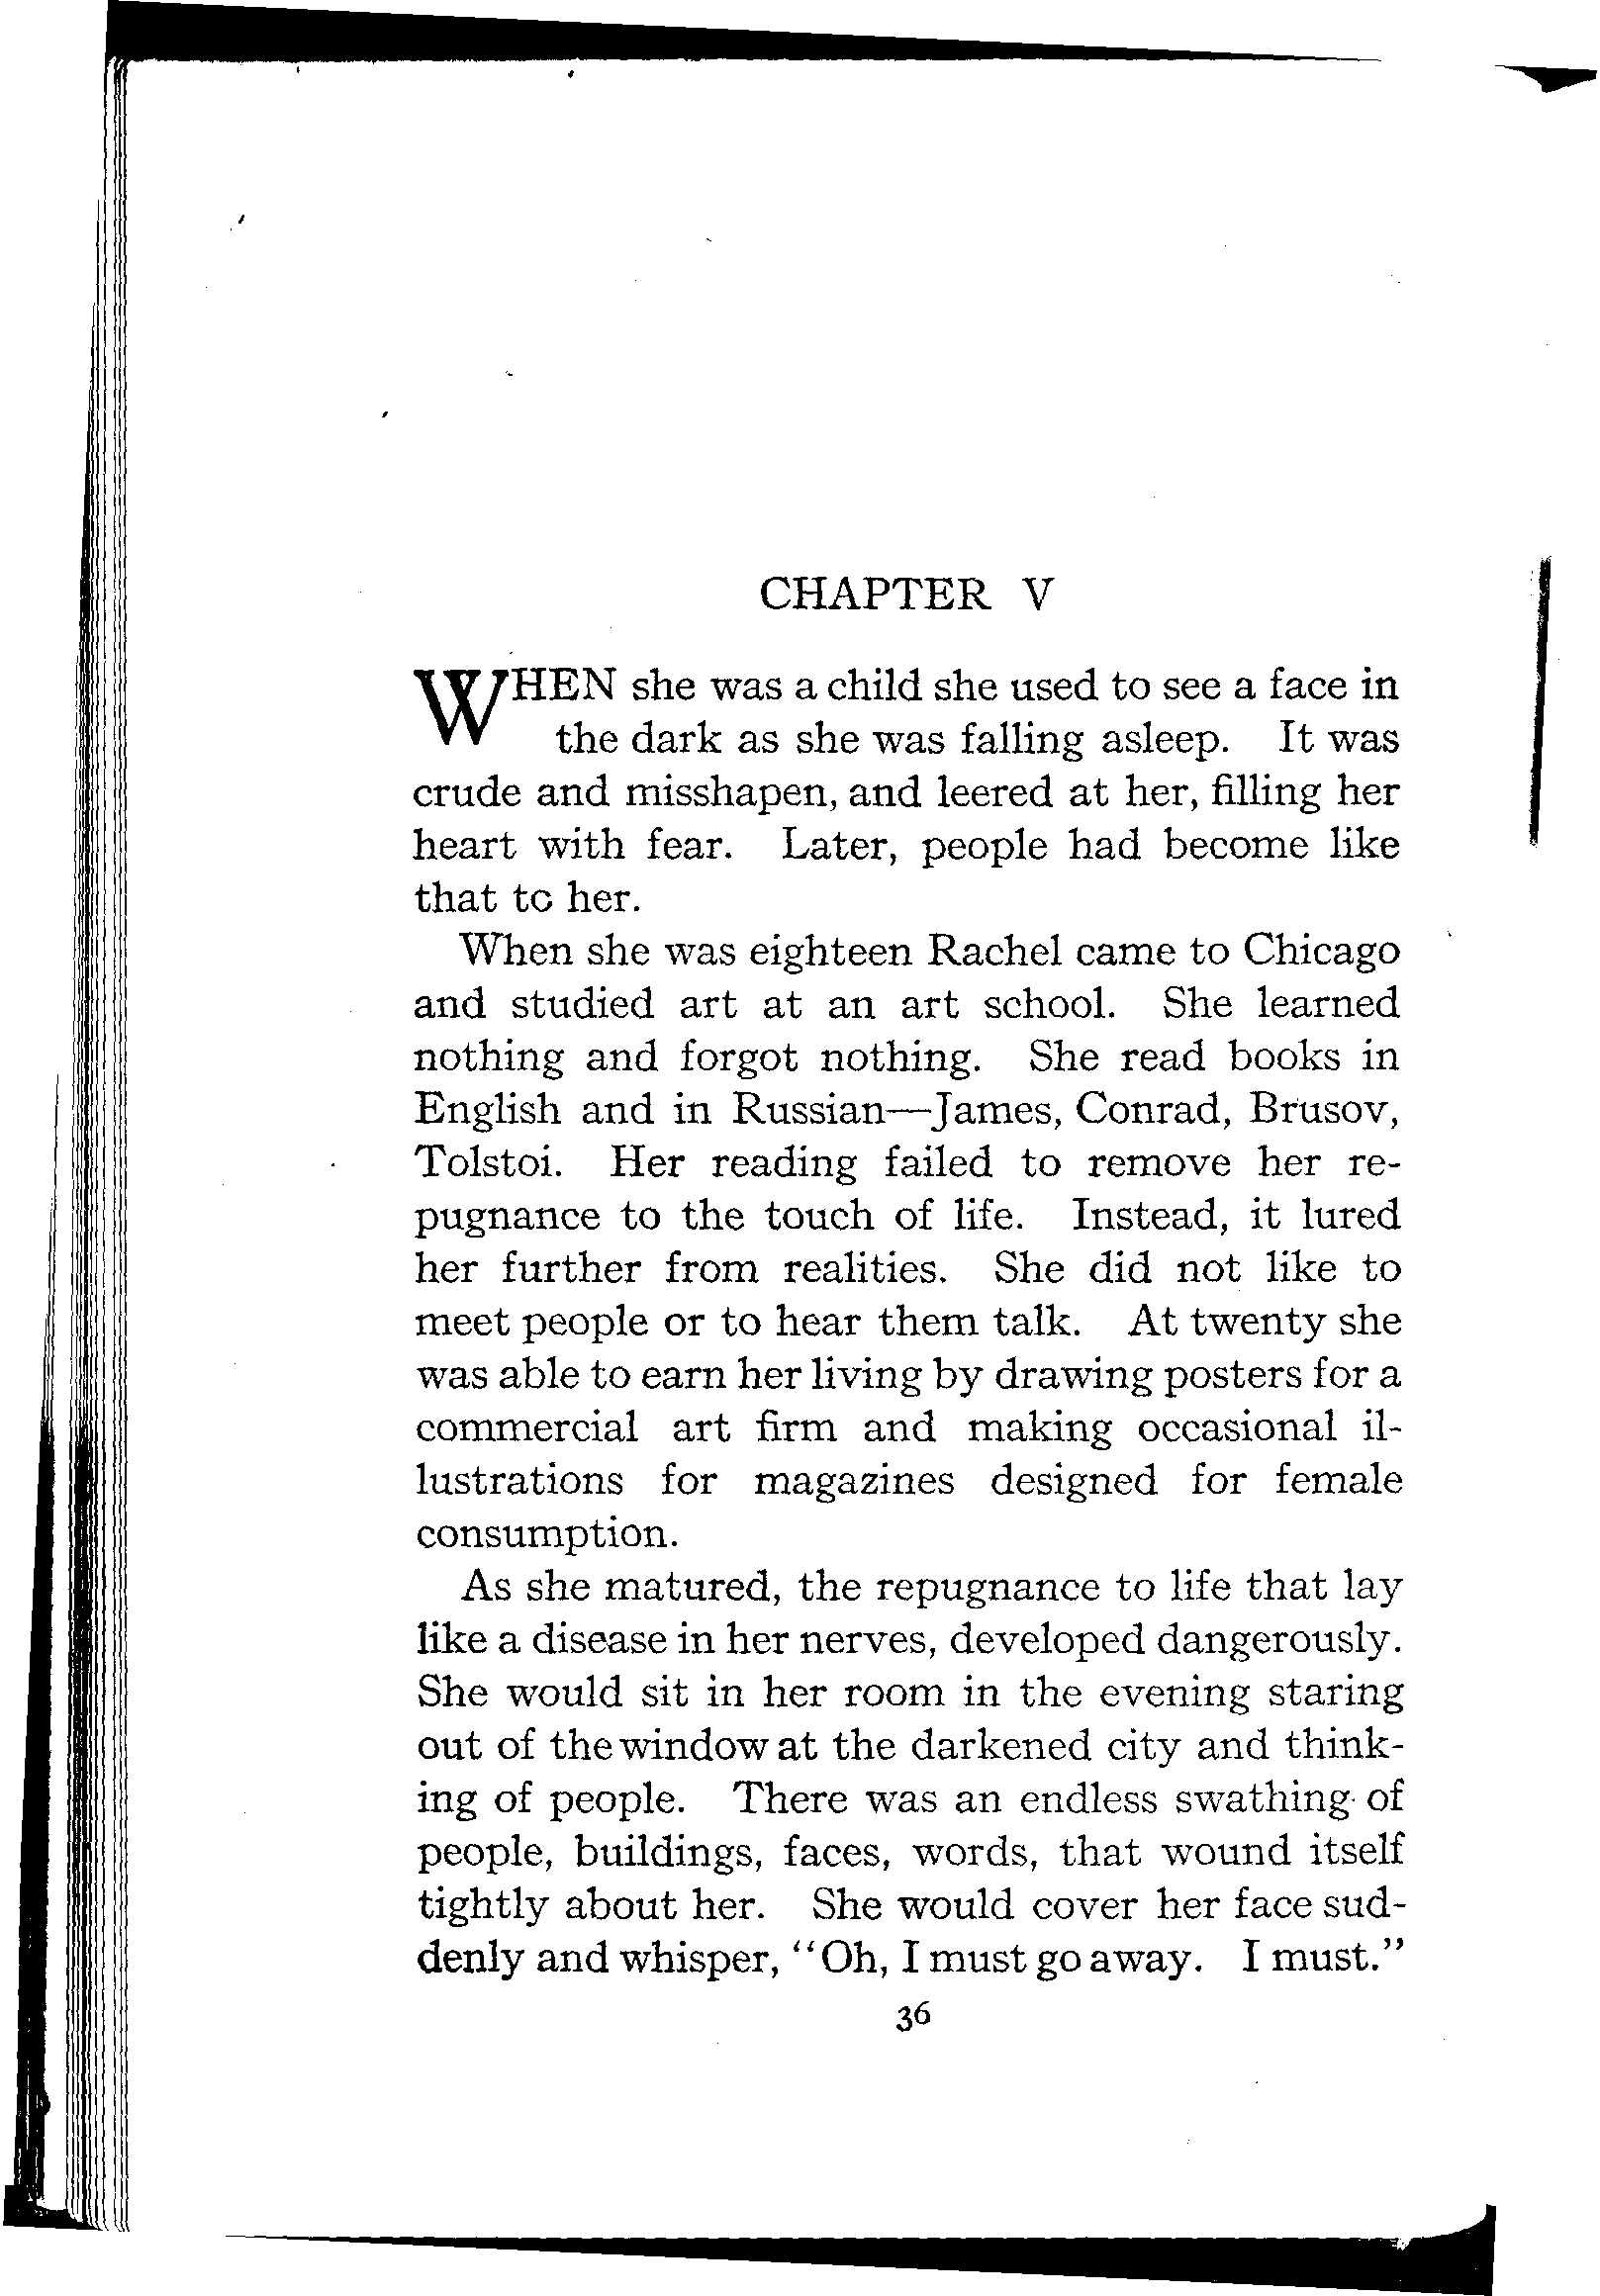 CHAPTER V
WHEN she was a child she used to see a face in
the dark as she was falling asleep. It was
crude and misshapen, and leered at her, filling her
heart with fear. Later, people had become like
that to her.
When she was eighteen Rachel came to Chicago
and studied art at an art school. She learned
nothing and forgot nothing. She read books in
English and in Russian—James, Conrad, Brusov,
Tolstoi. Her reading failed to remove her re-
pugnance to the touch of life. Instead, it lured
her further from realities. She did not like to
meet people or to hear them talk. At twenty she
was able to earn her living by drawing posters for a
commercial art firm and making occasional il-
lustrations for magazines designed for female
consumption.
As she matured, the repugnance to life that lay
like a disease in her nerves, developed dangerously.
She would sit in her room in the evening staring
out of the window at the darkened city and think-
ing of people. There was an endless swathing of
people, buildings, faces, words, that wound itself
tightly about her. She would cover her face sud-
denly and whisper, "Oh, I must go away. I must."
36